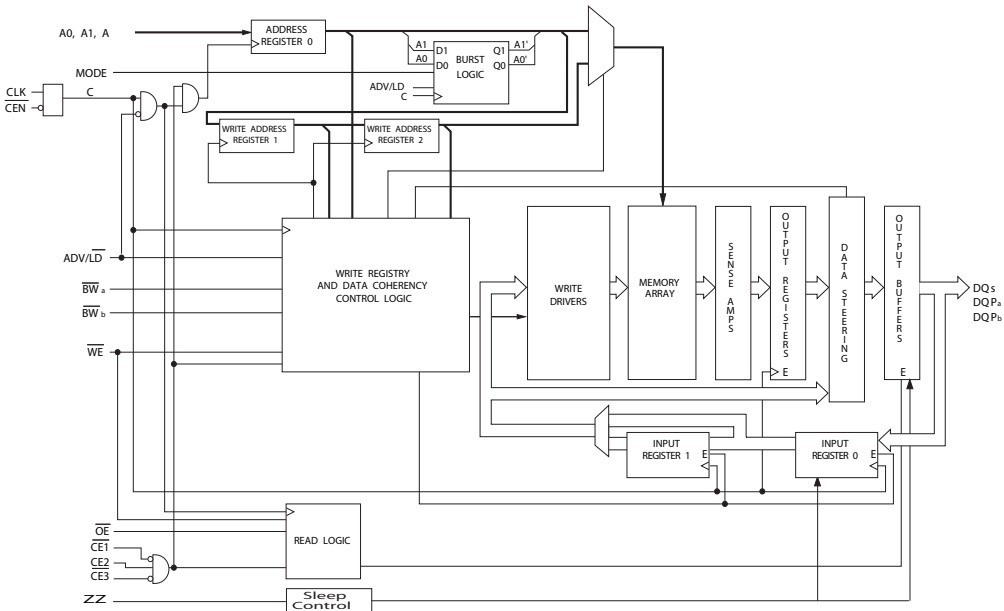 A0, A1, A
ADDRESS
REGISTER 0
A1
A0
D1
D0
BURST
LOGIC
Q1
Q0
A1'
A0'
MODE
ADV/LD
C
CLK
CEN
C
WRITE ADDRESS
REGISTER 1
WRITE ADDRESS
REGISTER 2
ADV/LD
BWa
BWb
WE
WRITE REGISTRY
AND DATA COHERENCY
CONTROL LOGIC
WRITE
DRIVERS
MEMORY
ARRAY
SENSE AMPS
OUTPUT REGISTERS
E
DATA STEERING
OUTPUT BUFFERS
E
DQs
DQPa
DQPb
INPUT
REGISTER 1
E
INPUT
REGISTER 0
E
OE
CE1
CE2
CE3
READ LOGIC
ZZ
Sleep
Control